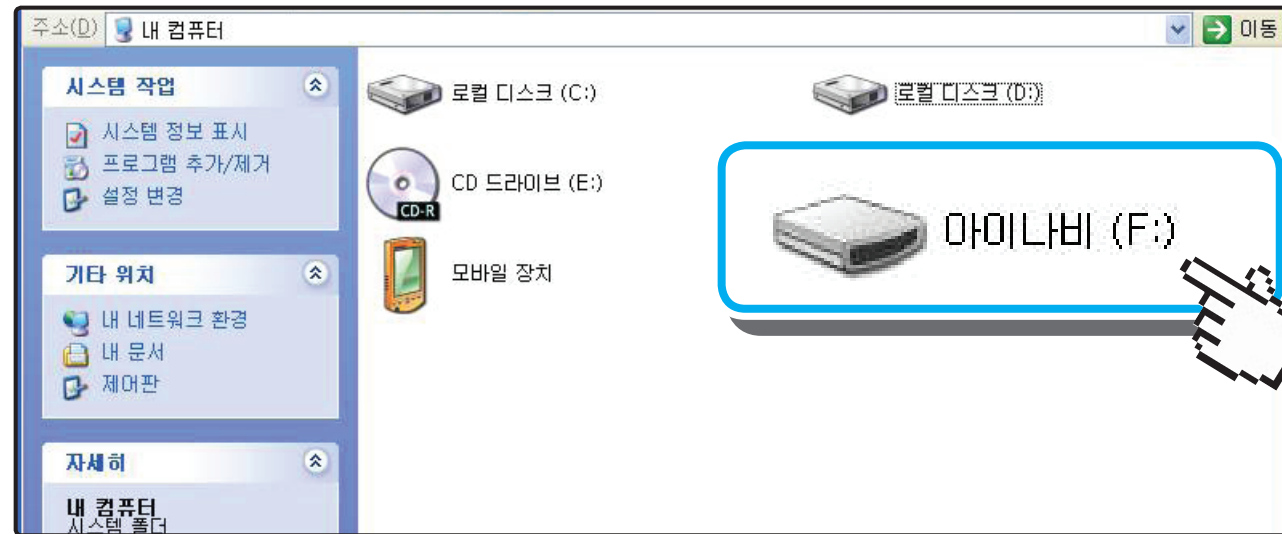 주소(D) 내 컴퓨터 이동
시스템 작업
시스템 정보 표시
프로그램 추가/제거
설정 변경
기타 위치
내 네트워크 환경
내 문서
제어판
자세히
내 컴퓨터
시스템 폴더
로컬 디스크 (C:)
로컬 디스크 (D:)
CD 드라이브 (E:)
CD-R
아이나비 (F:)
모바일 장치